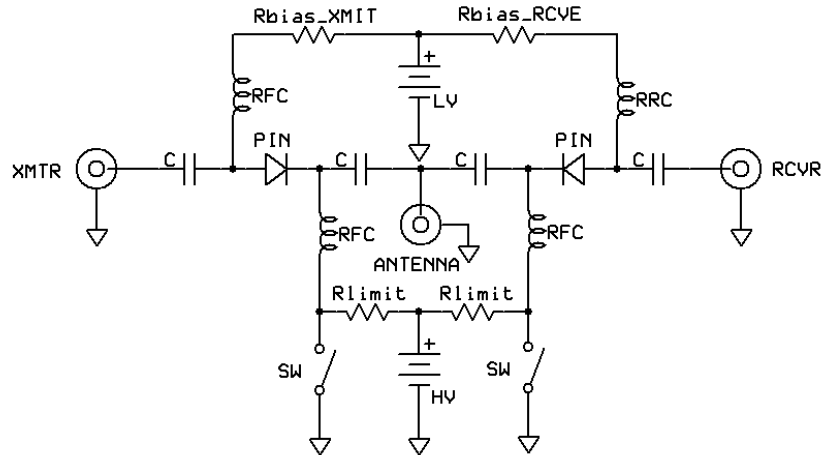 Rbias_XMIT
Rbias_RCVE
+
RFC
LV
RRC
PIN
PIN
XMTR
C
C
C
C
RCVR
RFC
RFC
ANTENNA
Rlimit
Rlimit
+
SW
SW
HV